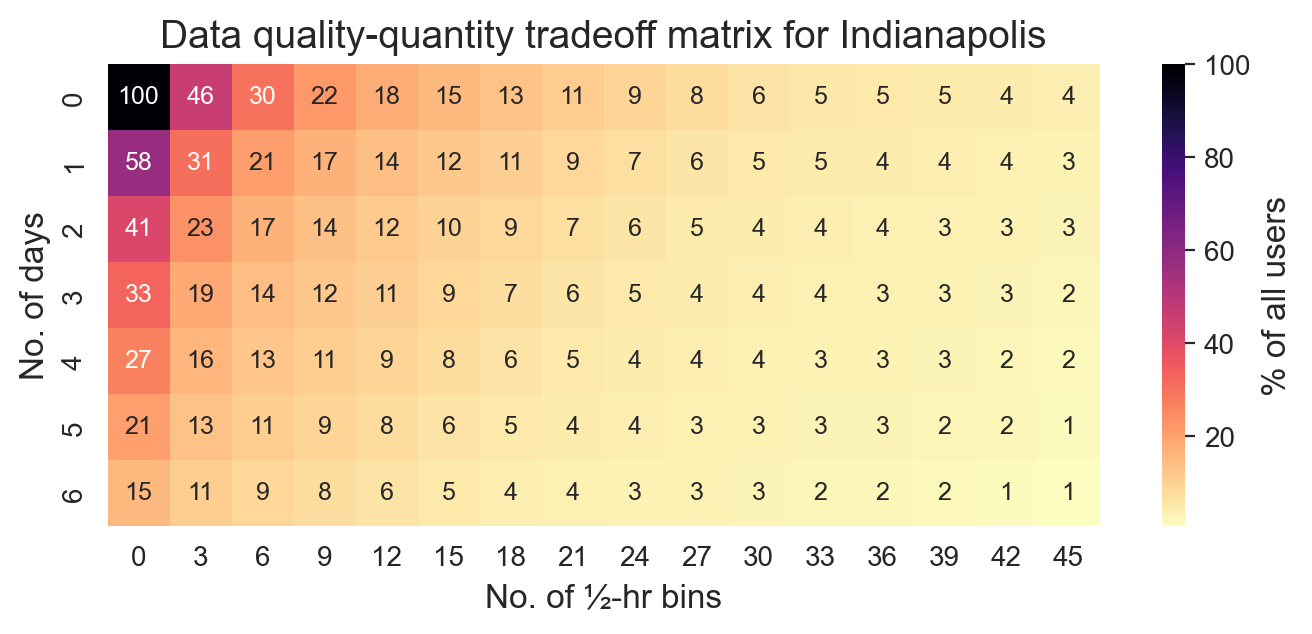 Data quality-quantity tradeoff matrix for Indianapolis
No. of days
0 100 46 30 22 18 15 13 11 9 8 6 5 5 5 4 4
1 58 31 21 17 14 12 11 9 7 6 5 5 4 4 4 3
2 41 23 17 14 12 10 9 7 6 5 4 4 4 3 3 3
3 33 19 14 12 11 9 7 6 5 4 4 4 3 3 3 2
4 27 16 13 11 9 8 6 5 4 4 4 3 3 3 2 2
5 21 13 11 9 8 6 5 4 4 3 3 3 3 2 2 1
6 15 11 9 8 6 5 4 4 3 3 3 2 2 2 1 1
0 3 6 9 12 15 18 21 24 27 30 33 36 39 42 45
No. of ½-hr bins
100
80
60
40
20
% of all users